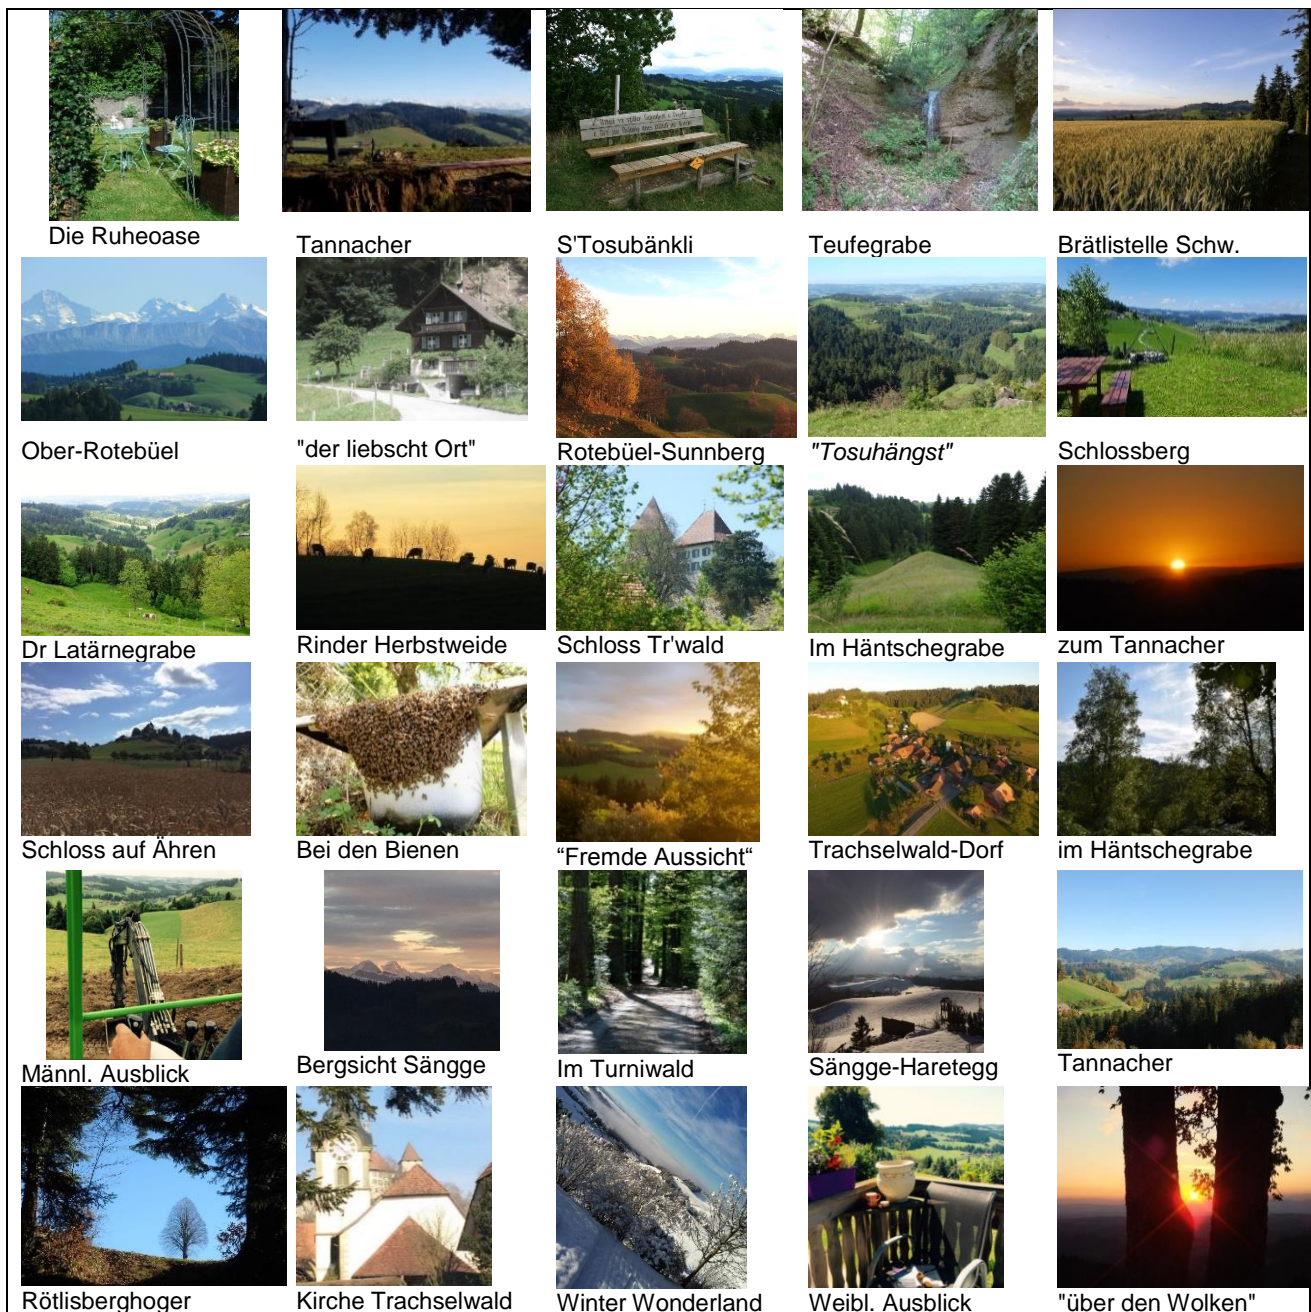 Die Ruheoase
Tannacher
S'Tosubänkli
Teufegrabe
Brätlistelle Schw.
Ober-Rotebüel
"der liebscht Ort"
Rotebüel-Sunnberg
"Tosuhängst"
Schlossberg
Dr Latärnegrabe
Rinder Herbstweide
Schloss Tr'wald
Im Häntschegrabe
zum Tannacher
Schloss auf Ähren
Bei den Bienen
“Fremde Aussicht“
Trachselwald-Dorf
im Häntschegrabe
Männl. Ausblick
Bergsicht Sängge
Im Turniwald
Sängge-Haretegg
Tannacher
Rötlisberghoger
Kirche Trachselwald
Winter Wonderland
Weibl. Ausblick
"über den Wolken"